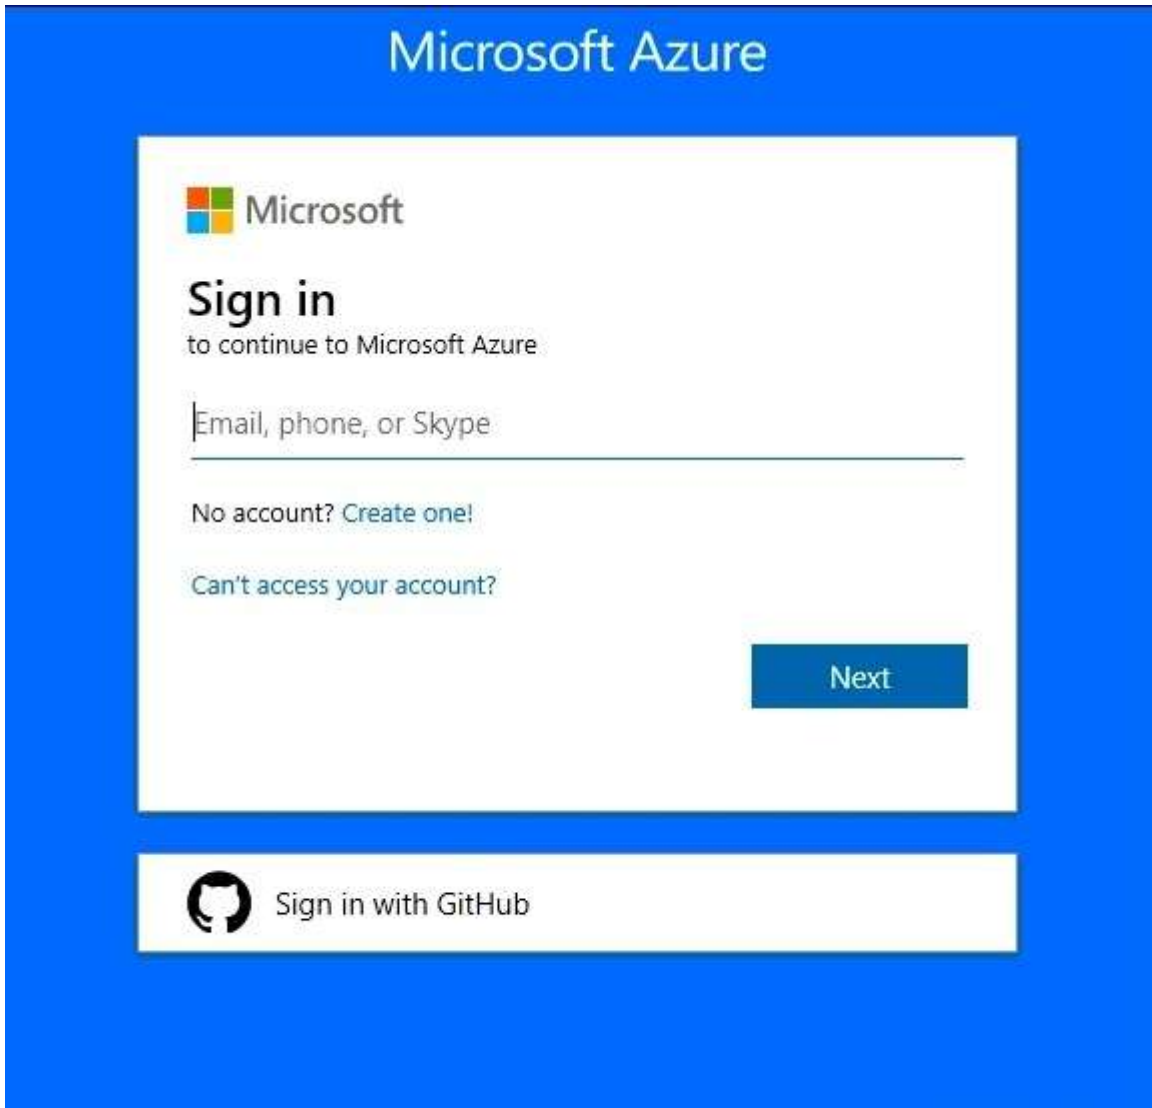 Microsoft Azure
Microsoft
Sign in
to continue to Microsoft Azure
Email, phone, or Skype
No account? Create one!
Can't access your account?
Next
Sign in with GitHub